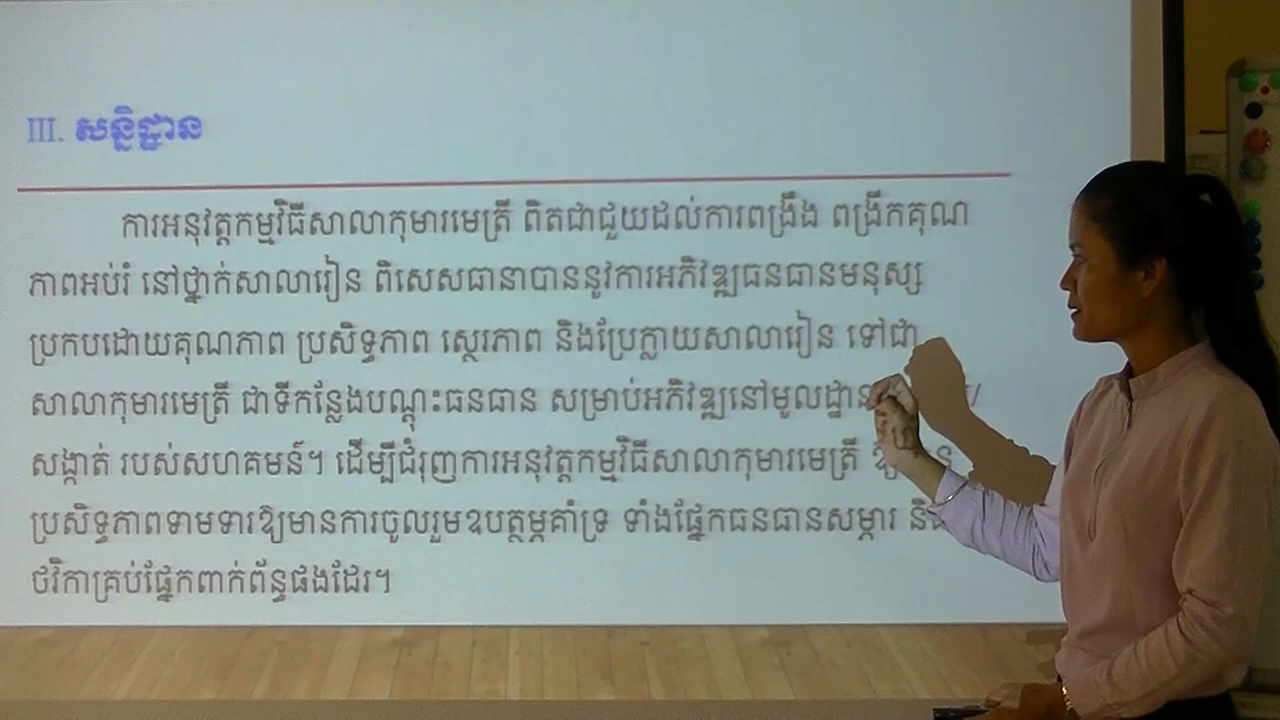 III. សន្និដ្ឋាន
ការអនុវត្តកម្មវិធីសាលាកុមារមេត្រី ពិតជាជួយដល់ការពង្រឹង ពង្រីកគុណ
ភាពអប់រំ នៅថ្នាក់សាលារៀន ពិសេសធានាបាននូវការអភិវឌ្ឍធនធានមនុស្ស
ប្រកបដោយគុណភាព ប្រសិទ្ធភាព ស្ថេរភាព និងប្រែក្លាយសាលារៀន ទៅជា
សាលាកុមារមេត្រី ជាទីកន្លែងបណ្តុះធនធាន សម្រាប់អភិវឌ្ឍនៅមូលដ្ឋាន /
សង្កាត់ របស់សហគមន៍។ ដើម្បីជំរុញការអនុវត្តកម្មវិធីសាលាកុមារមេត្រី
ប្រសិទ្ធភាពទាមទារឱ្យមានការចូលរួមឧបត្ថម្ភគាំទ្រ ទាំងផ្នែកធនធានសម្ភារ និង
ថវិកាគ្រប់ផ្នែកពាក់ព័ន្ធផងដែរ។